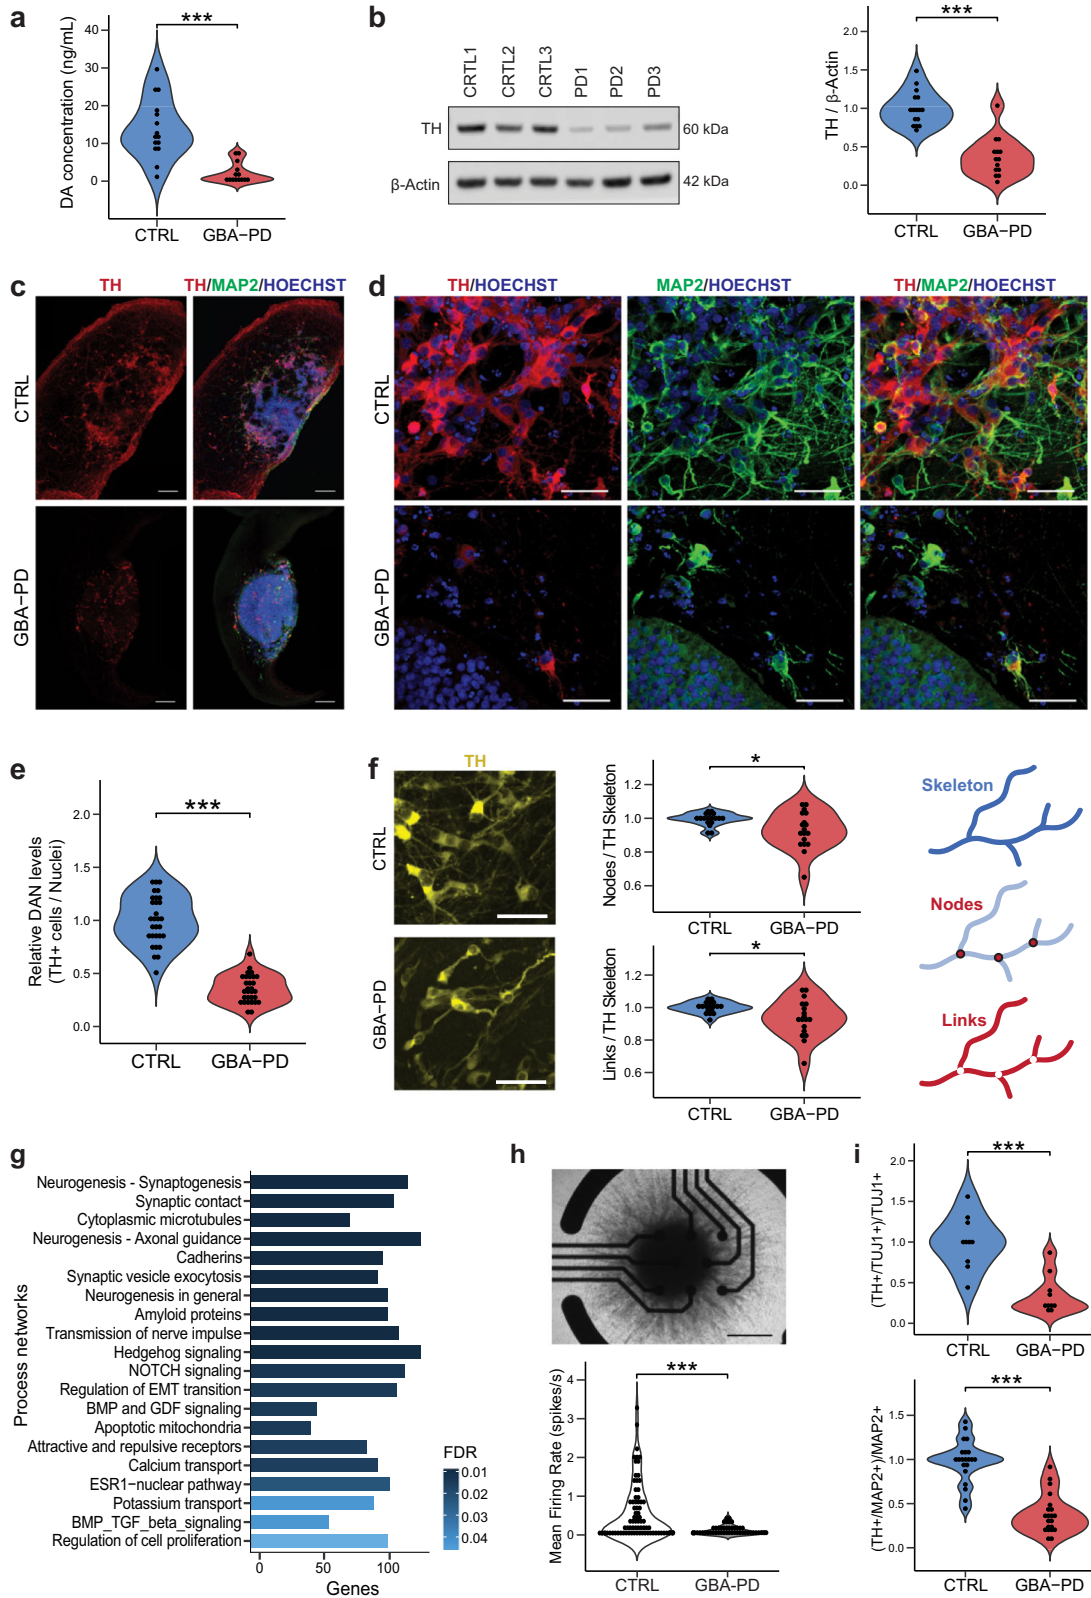 a
DA concentration (ng/mL)
40
30
20
10
0
***
CTRL
GBA−PD
b
CRTL1
CRTL2
CRTL3
PD1
PD2
PD3
TH
60 kDa
β-Actin
42 kDa
TH / β-Actin
2.0
1.5
1.0
0.5
0.0
***
CTRL
GBA−PD
c
TH
TH/MAP2/HOECHST
CTRL
GBA−PD
d
TH/HOECHST
MAP2/HOECHST
TH/MAP2/HOECHST
CTRL
GBA−PD
e
Relative DAN levels
(TH+ cells / Nuclei)
2.0
1.5
1.0
0.5
0.0
***
CTRL
GBA−PD
f
TH
CTRL
GBA−PD
Nodes / TH Skeleton
1.2
1.0
0.8
0.6
*
CTRL
GBA−PD
Links / TH Skeleton
1.2
1.0
0.8
0.6
*
CTRL
GBA−PD
Skeleton
Nodes
Links
g
Process networks
Neurogenesis - Synaptogenesis
Synaptic contact
Cytoplasmic microtubules
Neurogenesis - Axonal guidance
Cadherins
Synaptic vesicle exocytosis
Neurogenesis in general
Amyloid proteins
Transmission of nerve impulse
Hedgehog signaling
NOTCH signaling
Regulation of EMT transition
BMP and GDF signaling
Apoptotic mitochondria
Attractive and repulsive receptors
Calcium transport
ESR1−nuclear pathway
Potassium transport
BMP_TGF_beta_signaling
Regulation of cell proliferation
0
50
100
Genes
FDR
0.01
0.02
0.03
0.04
h
Mean Firing Rate (spikes/s)
4
3
2
1
0
***
CTRL
GBA-PD
i
(TH+/TUJ1+)/TUJ1+
2.0
1.5
1.0
0.5
0.0
***
CTRL
GBA−PD
(TH+/MAP2+)/MAP2+
1.5
1.0
0.5
0.0
***
CTRL
GBA−PD